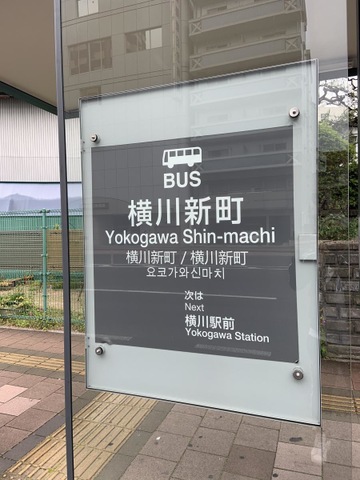 BUS
横川新町
Yokogawa Shin-machi
横川新町 / 横川新町
요코가와신마치
次は
Next
横川駅前
Yokogawa Station